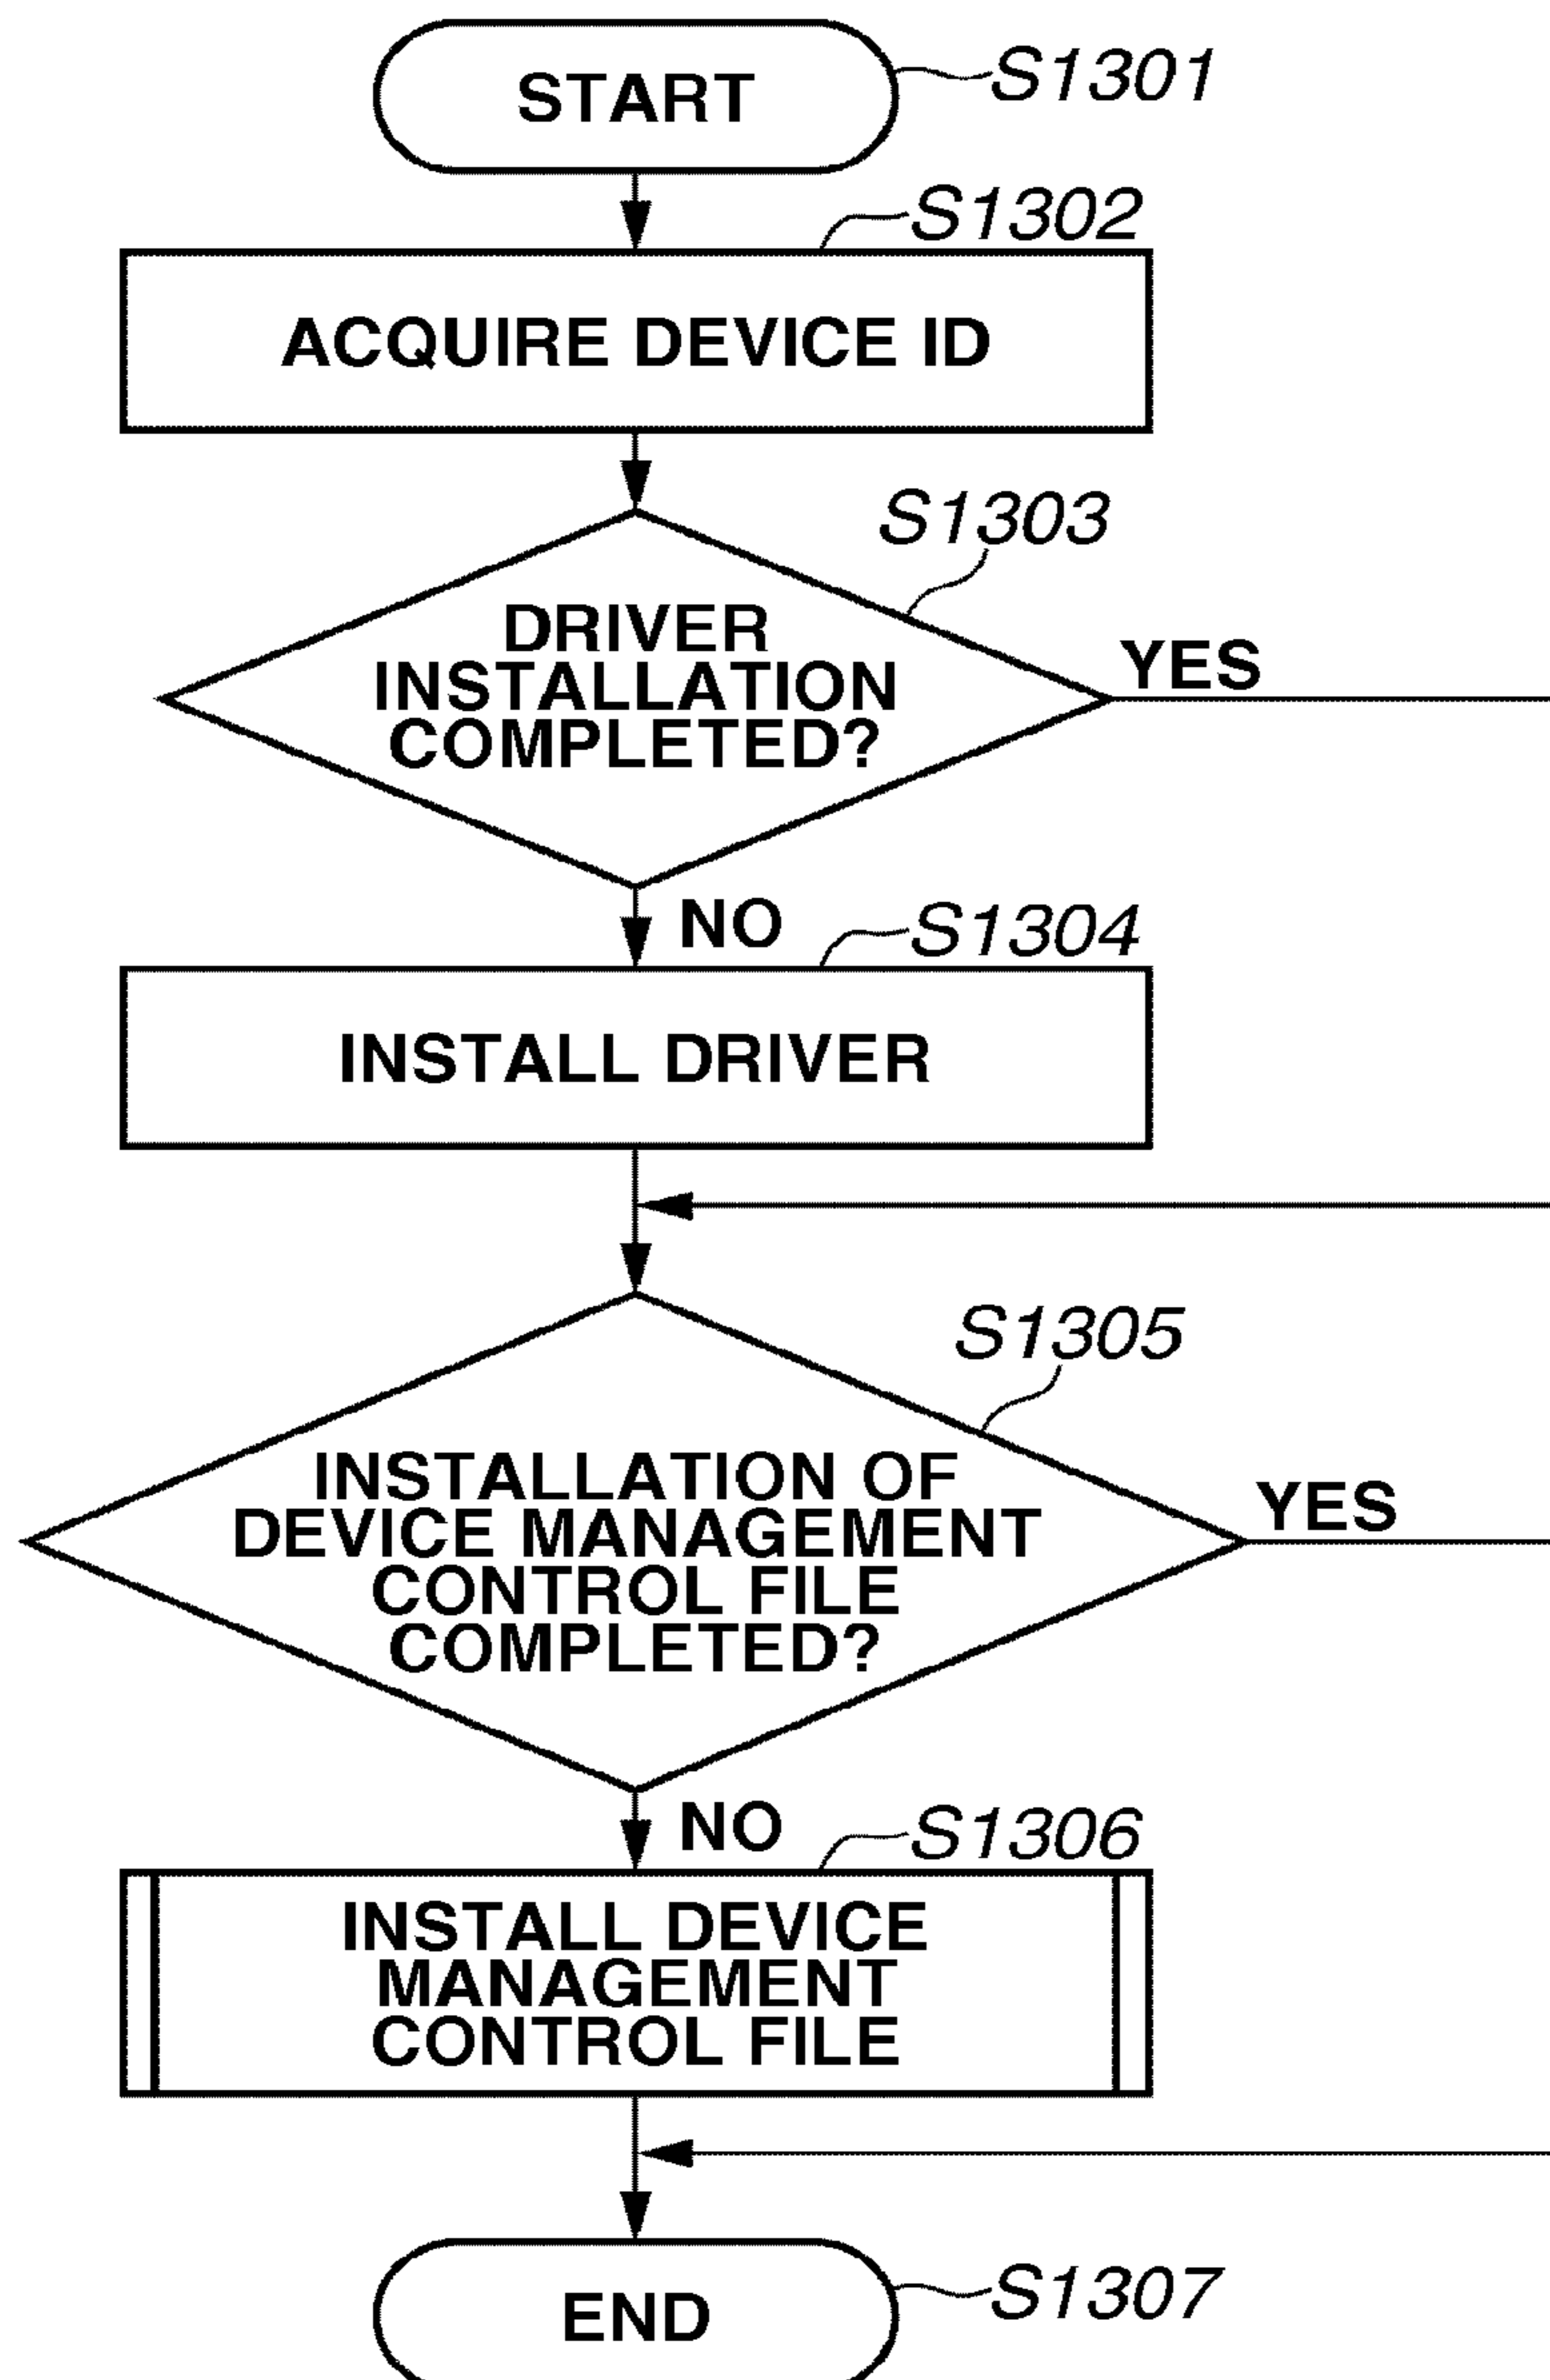 START
S1301
S1302
ACQUIRE DEVICE ID
S1303
DRIVER
INSTALLATION
COMPLETED?
YES
NO
S1304
INSTALL DRIVER
S1305
INSTALLATION OF
DEVICE MANAGEMENT
CONTROL FILE
COMPLETED?
YES
NO
S1306
INSTALL DEVICE
MANAGEMENT
CONTROL FILE
END
S1307